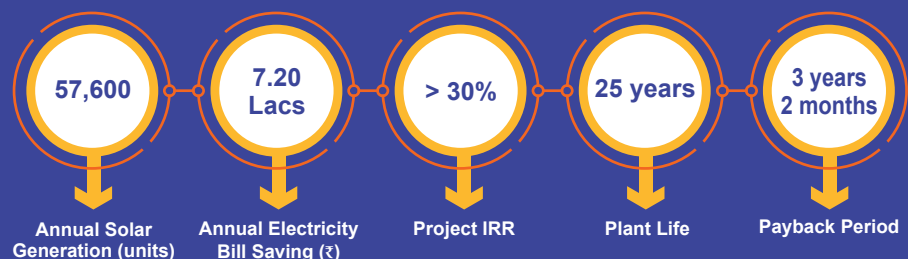 57,600
Annual Solar
Generation (units)
7.20
Lacs
Annual Electricity
Bill Saving (₹)
> 30%
Project IRR
25 years
Plant Life
3 years
2 months
Payback Period